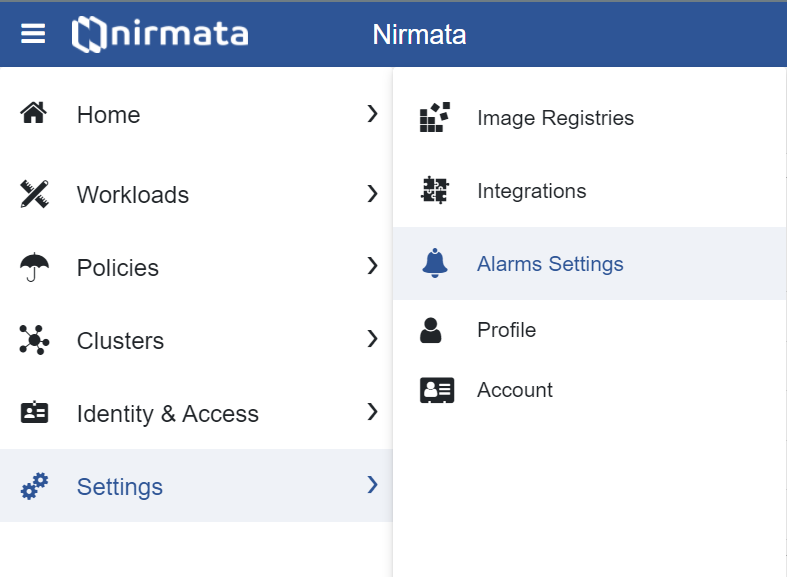 nirmata
Nirmata
Home
Workloads
Policies
Clusters
Identity & Access
Settings
Image Registries
Integrations
Alarms Settings
Profile
Account